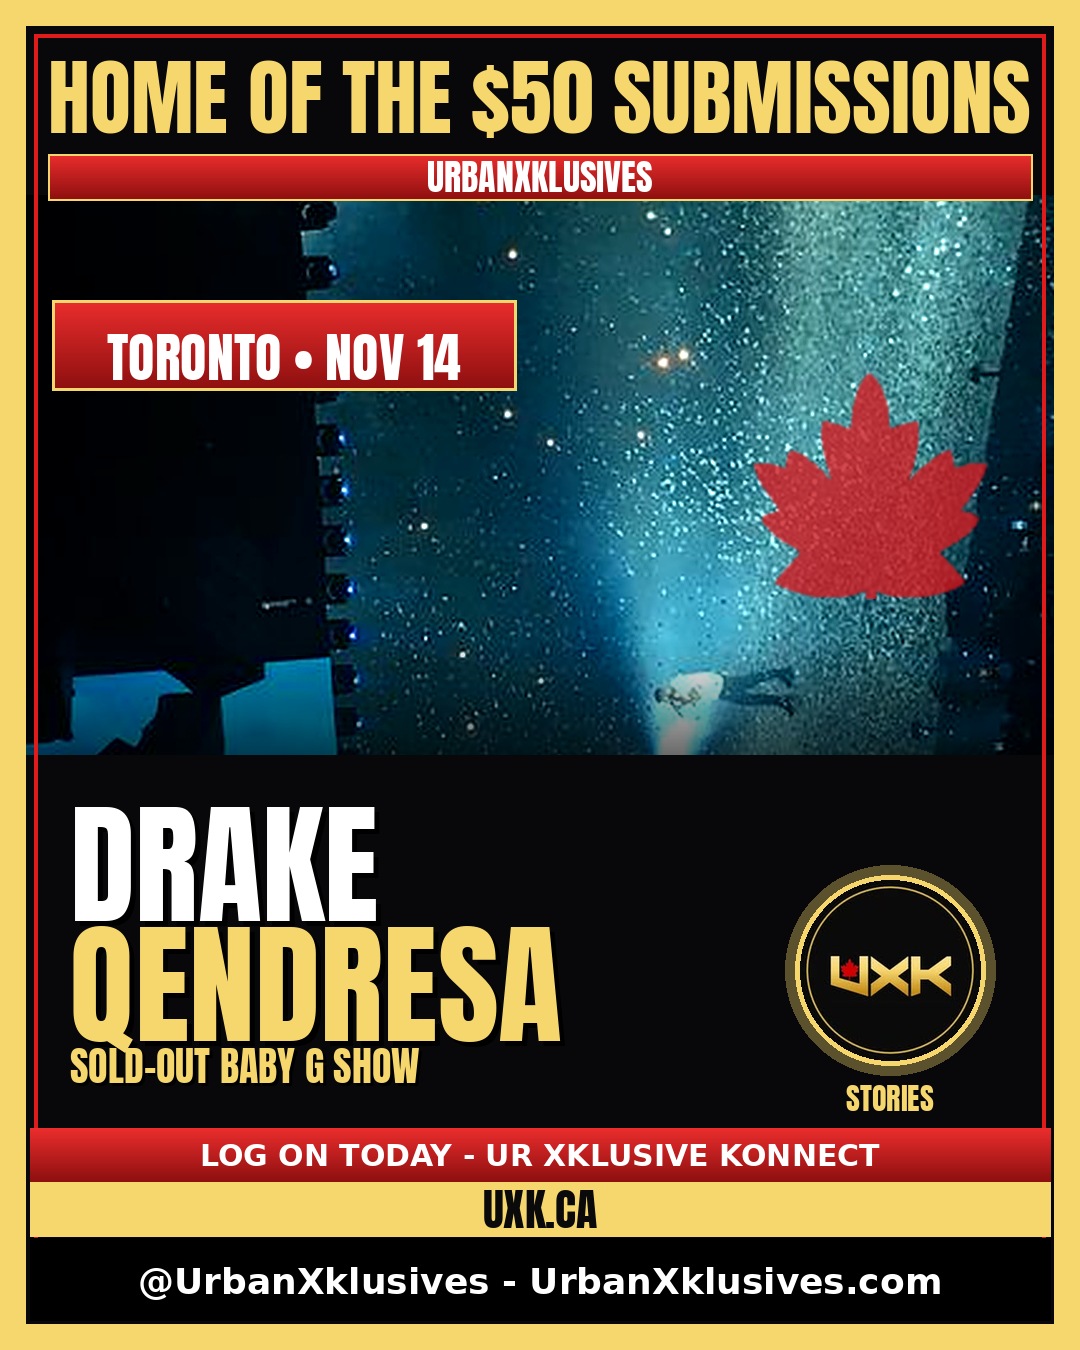 HOME OF THE $50 SUBMISSIONS
URBANXKLUSIVES
TORONTO • NOV 14
DRAKE
QENDRESA
SOLD-OUT BABY G SHOW
UXK
STORIES
LOG ON TODAY - UR XKLUSIVE KONNECT
UXK.CA
@UrbanXklusives - UrbanXklusives.com